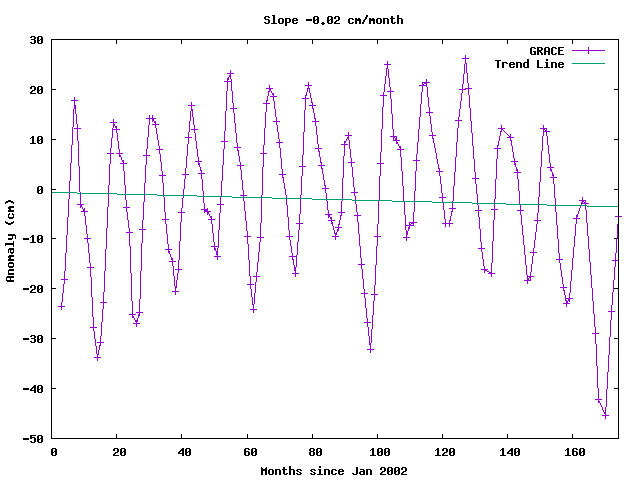 Slope -0.02 cm/month
GRACE
Trend Line
30
20
10
0
-10
-20
-30
-40
-50
Anomaly (cm)
0 20 40 60 80 100 120 140 160
Months since Jan 2002